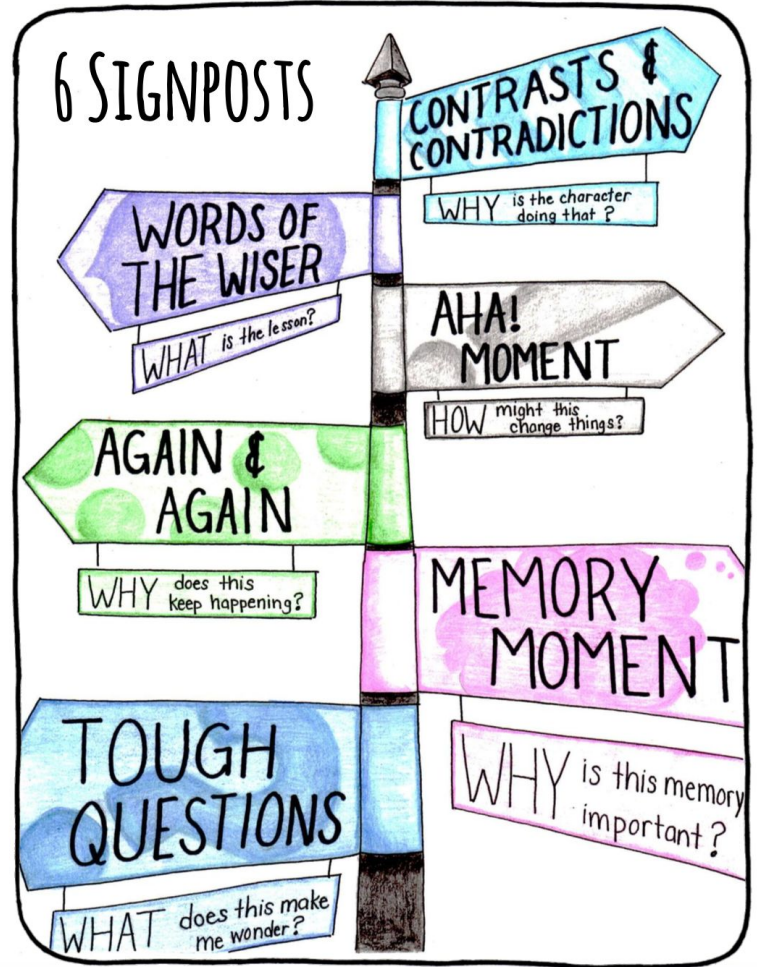 6 SIGNPOSTS
CONTRASTS &
CONTRADICTIONS
WHY is the character
doing that?
WORDS OF
THE WISER
WHAT is the lesson?
AHA!
MOMENT
HOW might this
change things?
AGAIN &
AGAIN
WHY does this
keep happening?
MEMORY
MOMENT
WHY is this memory
important?
TOUGH
QUESTIONS
WHAT does this make
me wonder?